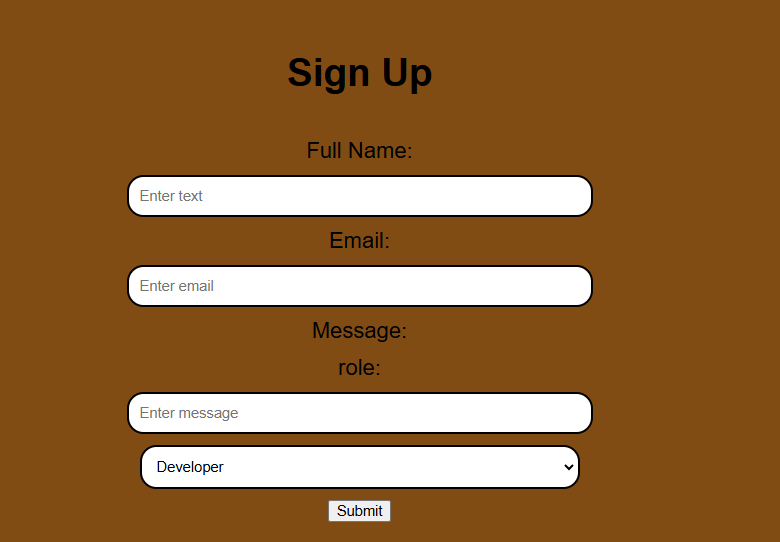 Sign Up
Full Name:
Enter text
Email:
Enter email
Message:
role:
Enter message
Developer
Submit